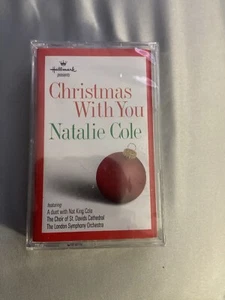 Hallmark
presents
Christmas
With You
Natalie Cole
featuring
A duet with Nat King Cole
The Choir of St. Davids Cathedral
The London Symphony Orchestra